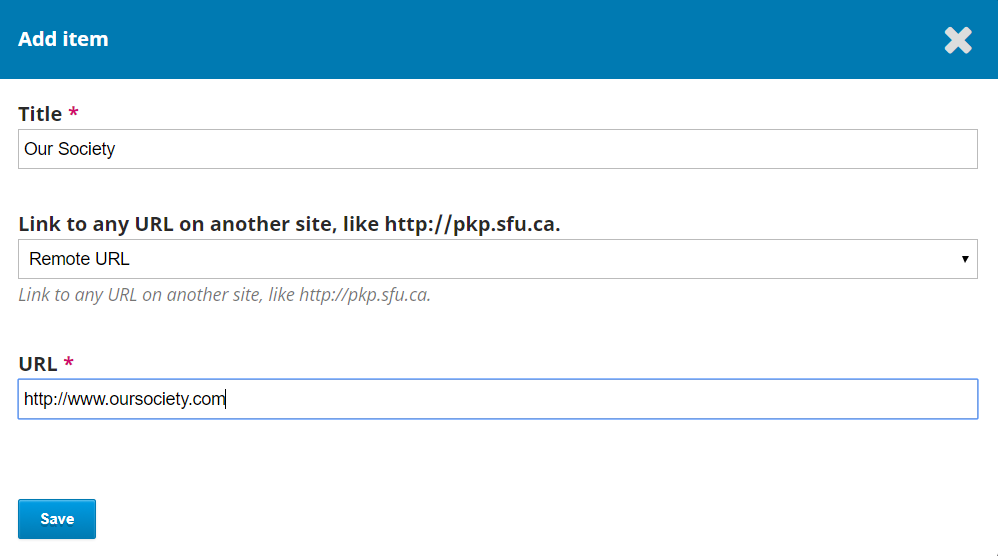 Add item
Title *
Our Society
Link to any URL on another site, like http://pkp.sfu.ca.
Remote URL
Link to any URL on another site, like http://pkp.sfu.ca.
URL *
http://www.oursociety.com
Save